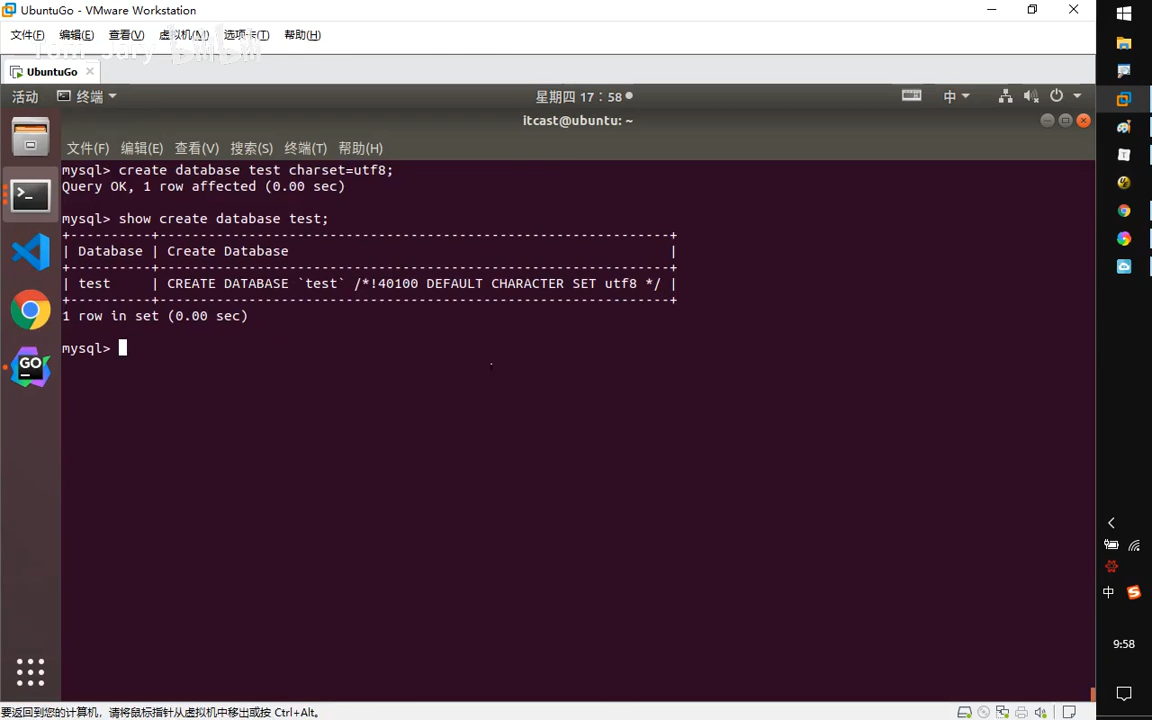 UbuntuGo - VMware Workstation
文件(F) 编辑(E) 查看(V) 虚拟机(M) 选项卡(T) 帮助(H)
UbuntuGo
活动 终端 星期四 17：58 中
itcast@ubuntu: ~
文件(F) 编辑(E) 查看(V) 搜索(S) 终端(T) 帮助(H)
mysql> create database test charset=utf8;
Query OK, 1 row affected (0.00 sec)
mysql> show create database test;
+----------+---------------------------------------------------------------+
| Database | Create Database |
+----------+---------------------------------------------------------------+
| test | CREATE DATABASE `test` /*!40100 DEFAULT CHARACTER SET utf8 */ |
+----------+---------------------------------------------------------------+
1 row in set (0.00 sec)
mysql>
GO
中
9:58
要返回到您的计算机，请将鼠标指针从虚拟机中移出或按 Ctrl+Alt。